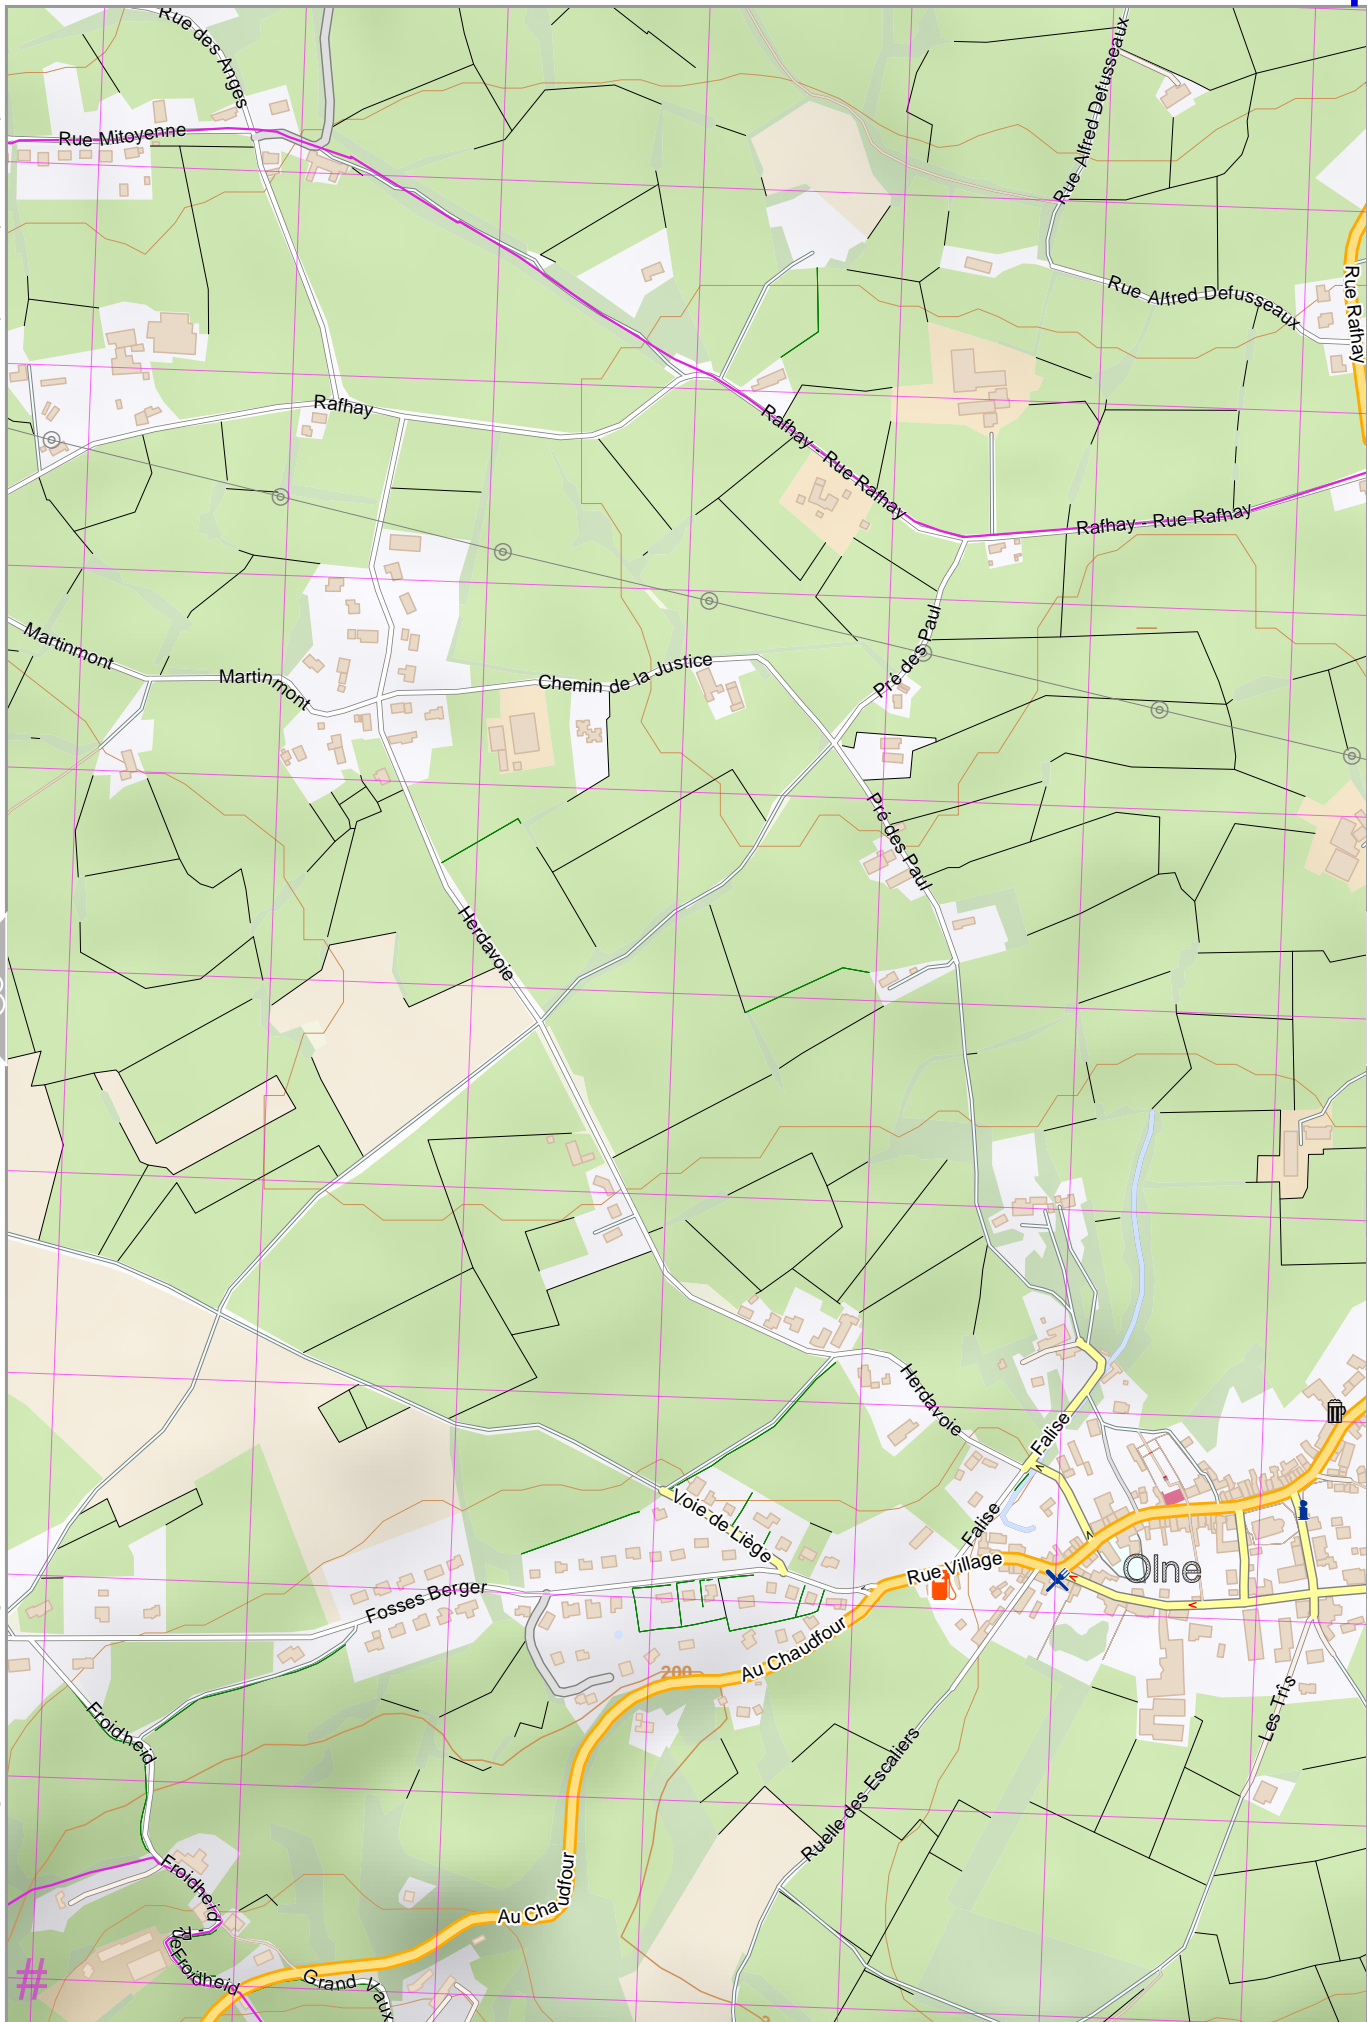 Rue des Anges
Rue Alfred Defusseaux
Rue Mitoyenne
Rue Alfred Defusseaux
Rue Rafhay
Rafhay
Rafhay - Rue Rafhay
Rafhay - Rue Rafhay
Martinmont
Martinmont
Chemin de la Justice
Pré des Paul
Pré des Paul
Herdavoie
Herdavoie
Falise
Voie de Liège
Falise
Rue Village
Olne
Fosses Berger
Au Chaudfour
200
Les Trîs
Froidheid
Ruelle des Escaliers
Froidheid
Au Chaudfour
Froidheid
Grand Vaux
#